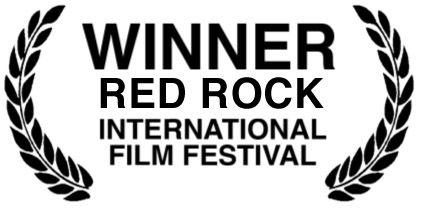 WINNER
RED ROCK
INTERNATIONAL
FILM FESTIVAL